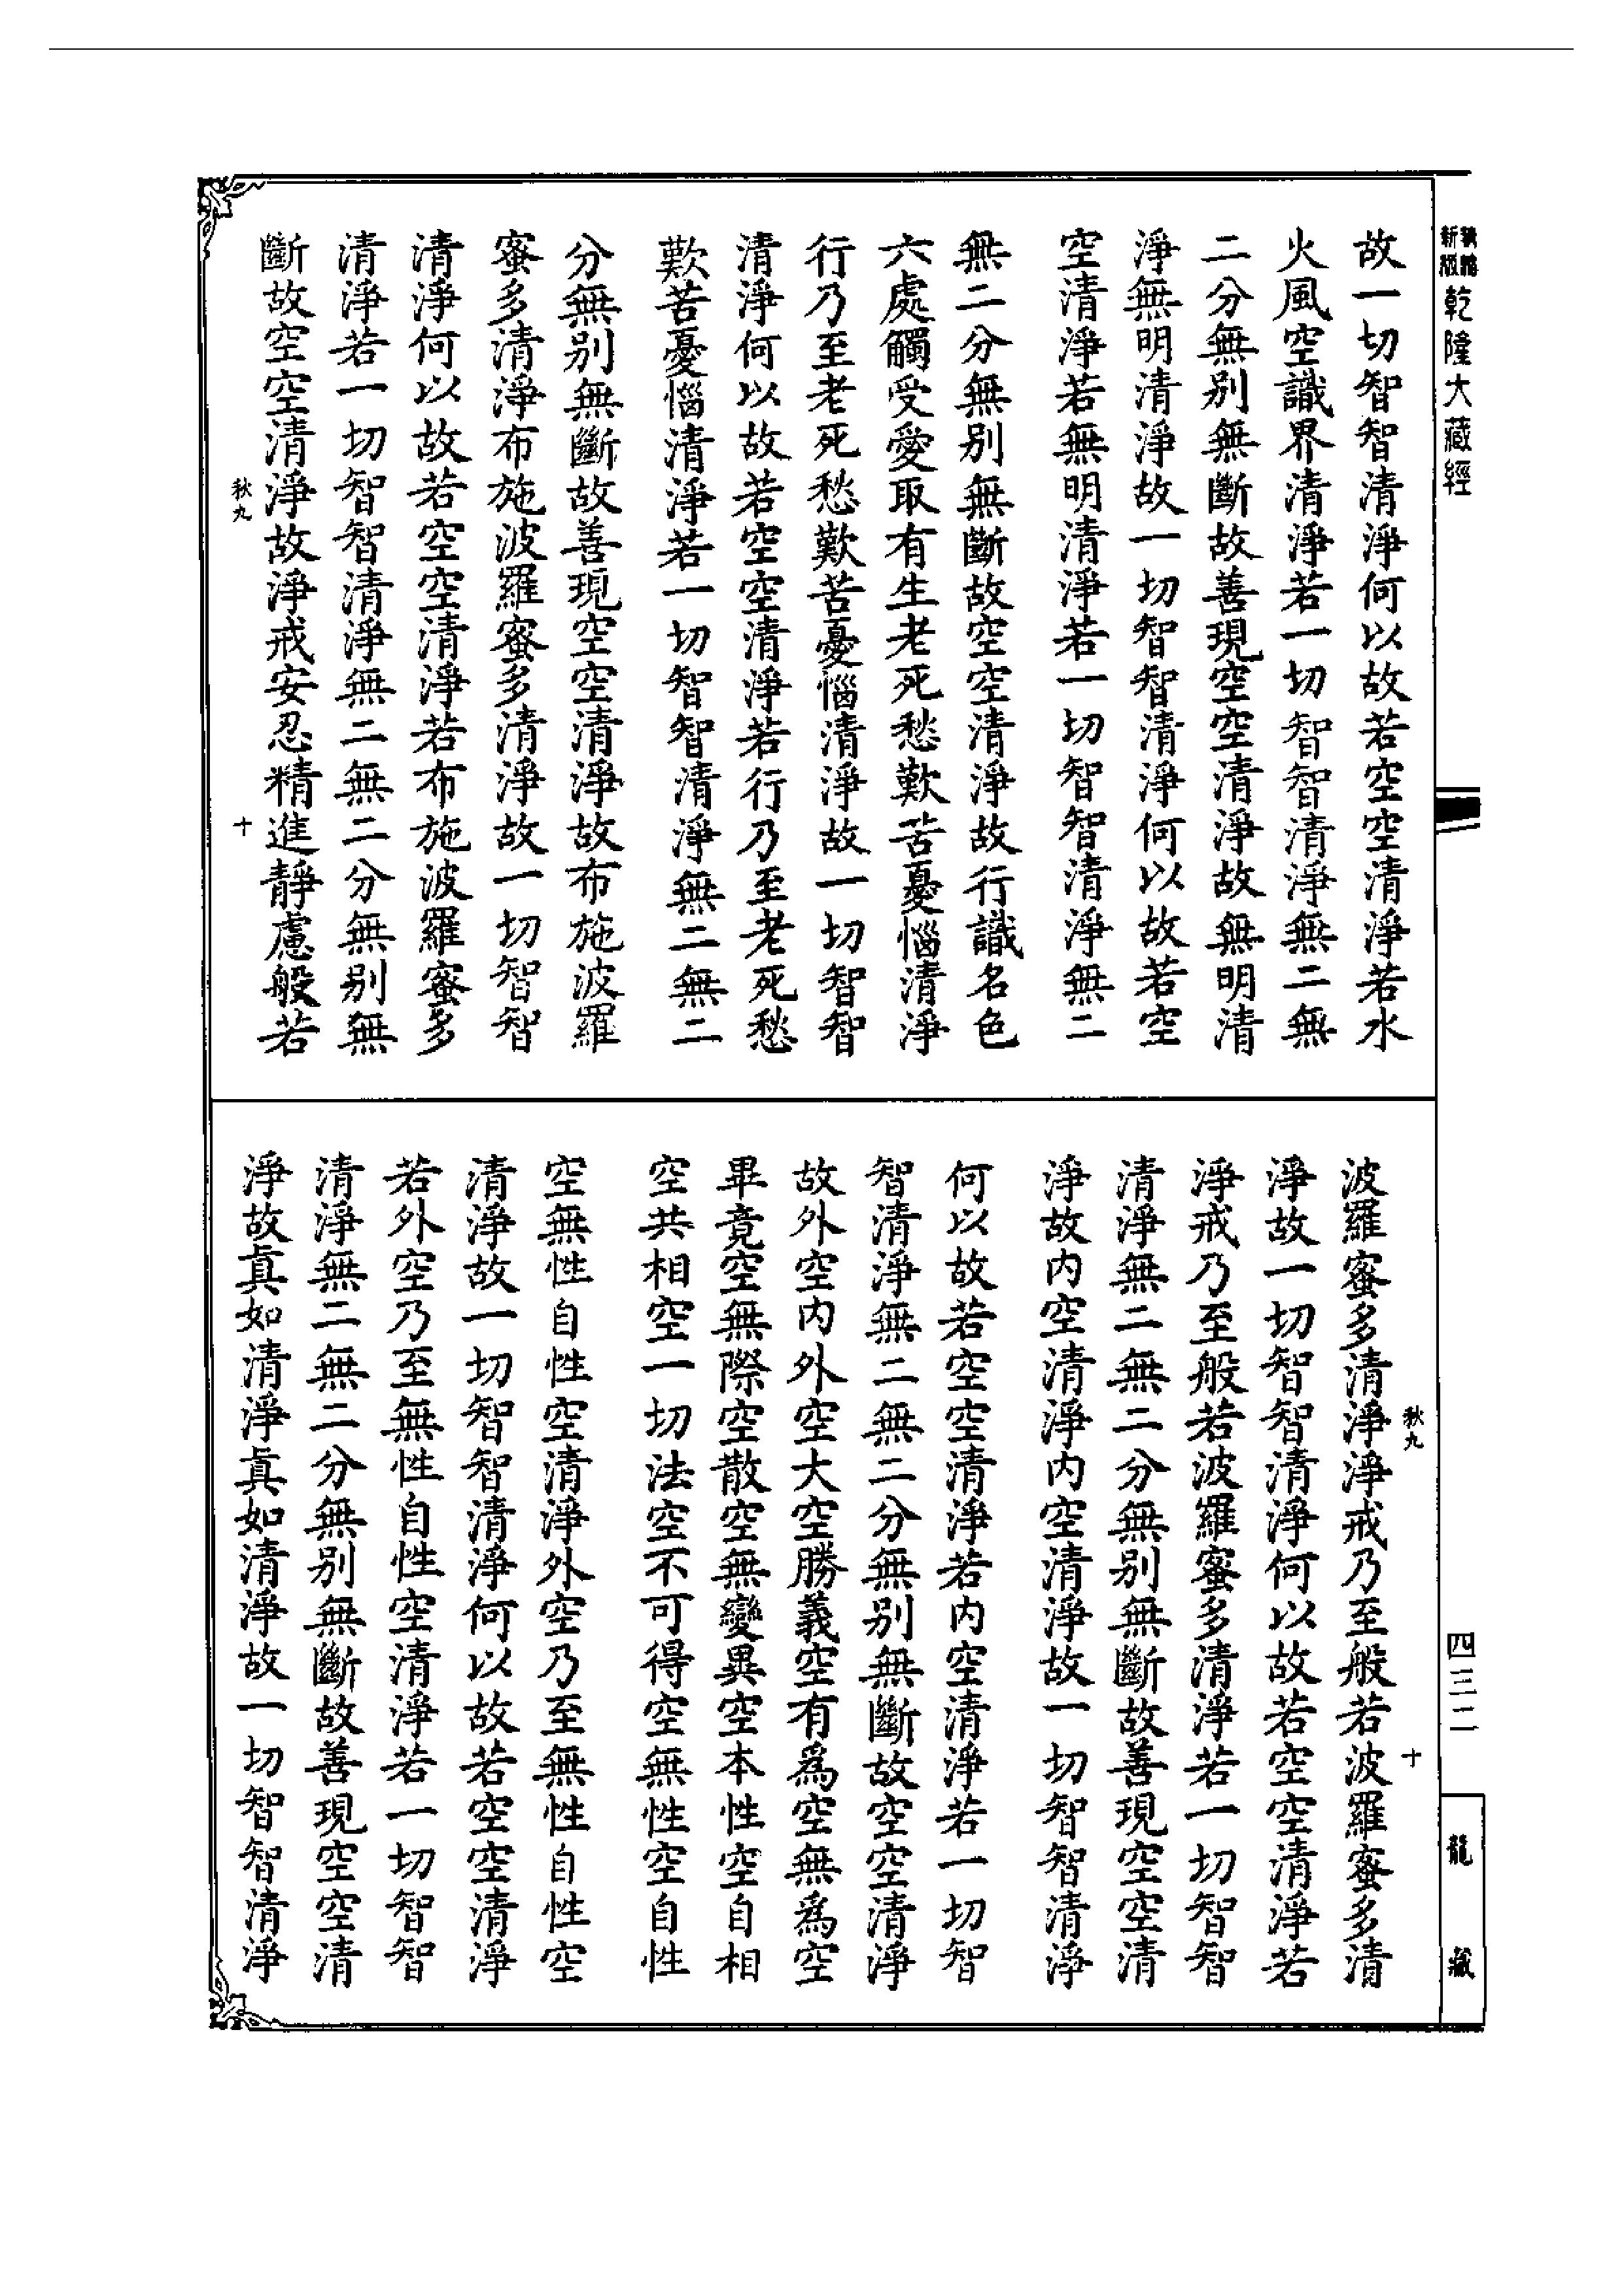 新版
乾隆大藏經
故一切智智清淨何以故若空空清淨若水
火風空識界清淨若一切智智清淨無二無
二分無別無斷故善現空空清淨故無明清
淨無明清淨故一切智智清淨何以故若空
空清淨若無明清淨若一切智智清淨無二
無二分無別無斷故空空清淨故行識名色
六處觸受愛取有生老死愁歎苦憂惱清淨
行乃至老死愁歎苦憂惱清淨故一切智智
清淨何以故若空空清淨若行乃至老死愁
歎苦憂惱清淨若一切智智清淨無二無二
分無別無斷故善現空空清淨故布施波羅
蜜多清淨布施波羅蜜多清淨故一切智智
清淨何以故若空空清淨若布施波羅蜜多
清淨若一切智智清淨無二無二分無別無
斷故空空清淨故淨戒安忍精進靜慮般若
秋九
十
秋九
十
波羅蜜多清淨淨戒乃至般若波羅蜜多清
淨故一切智智清淨何以故若空空清淨若
淨戒乃至般若波羅蜜多清淨若一切智智
清淨無二無二分無別無斷故善現空空清
淨故內空清淨內空清淨故一切智智清淨
何以故若空空清淨若內空清淨若一切智
智清淨無二無二分無別無斷故空空清淨
故外空內外空大空勝義空有為空無為空
畢竟空無際空散空無變異空本性空自相
空共相空一切法空不可得空無性空自性
空無性自性空清淨外空乃至無性自性空
清淨故一切智智清淨何以故若空空清淨
若外空乃至無性自性空清淨若一切智智
清淨無二無二分無別無斷故善現空空清
淨故眞如清淨眞如清淨故一切智智清淨
四三二
龍藏